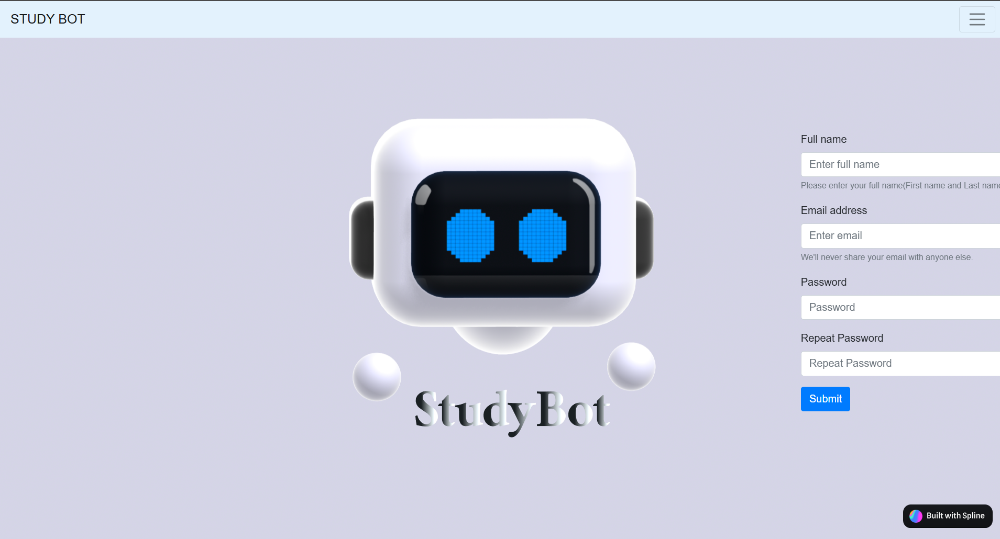 STUDY BOT
Full name
Enter full name
Please enter your full name(First name and Last
Email address
Enter email
We'll never share your email with anyone else.
Password
Password
Repeat Password
Repeat Password
Submit
StudyBot
Built with Spline